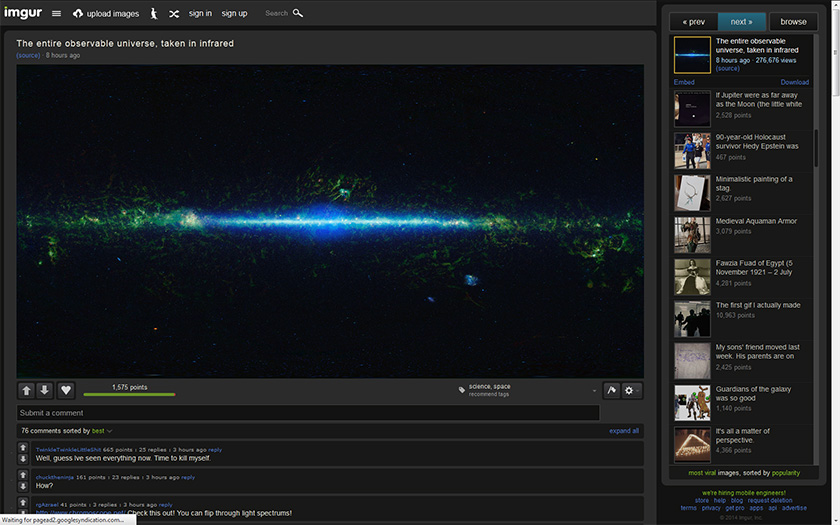 imgur
upload images
sign in
sign up
Search
The entire observable universe, taken in infrared
(source) · 8 hours ago
1,575 points
science, space
recommend tags
Submit a comment
76 comments sorted by best
expand all
TwinkleTwinkleLittleShit 665 points : 25 replies : 3 hours ago reply
Well, guess Ive seen everything now. Time to kill myself.
chucktheninja 161 points : 23 replies : 3 hours ago reply
How?
rgAzrael 41 points : 3 replies : 3 hours ago reply
http://www.chromoscope.net/ Check this out! You can flip through light spectrums!
Waiting for pagead2.googlesyndication.com...
« prev
next »
browse
The entire observable
universe, taken in infrared
8 hours ago · 276,676 views
(source)
Embed
Download
If Jupiter were as far away
as the Moon (the little white
2,528 points
90-year-old Holocaust
survivor Hedy Epstein was
467 points
Minimalistic painting of a
stag.
2,627 points
Medieval Aquaman Armor
3,079 points
Fawzia Fuad of Egypt (5
November 1921 – 2 July
4,281 points
The first gif I actually made
10,963 points
My sons' friend moved last
week. His parents are on
2,425 points
Guardians of the galaxy
was so good
1,140 points
It's all a matter of
perspective.
4,366 points
most viral images, sorted by popularity
we're hiring mobile engineers!
store help blog request deletion
terms privacy get pro apps api advertise
© 2014 Imgur, Inc